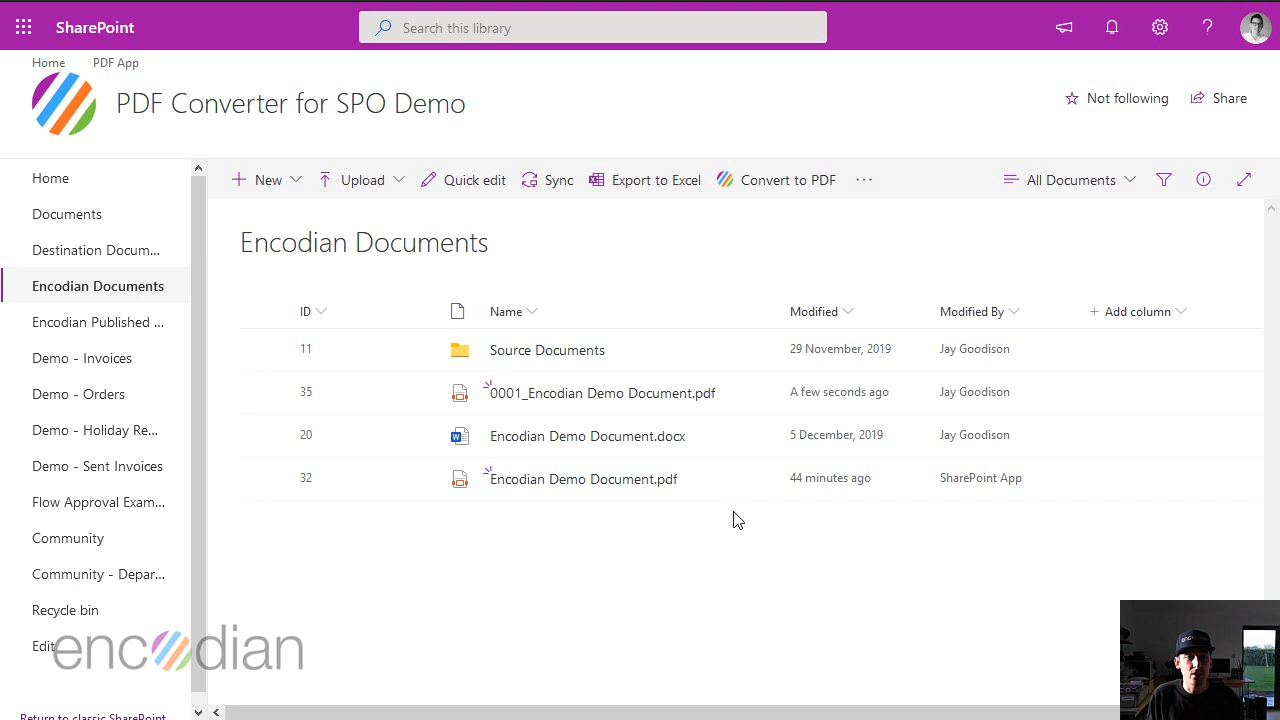 SharePoint
Search this library
Home PDF App
PDF Converter for SPO Demo
Not following Share
Home
Documents
Destination Docum...
Encodian Documents
Encodian Published ...
Demo - Invoices
Demo - Orders
Demo - Holiday Re...
Demo - Sent Invoices
Flow Approval Exam...
Community
Community - Depar...
Recycle bin
Edit
Return to classic SharePoint
New Upload Quick edit Sync Export to Excel Convert to PDF ... All Documents
Encodian Documents
ID Name Modified Modified By + Add column
11 Source Documents 29 November, 2019 Jay Goodison
35 0001_Encodian Demo Document.pdf A few seconds ago Jay Goodison
20 Encodian Demo Document.docx 5 December, 2019 Jay Goodison
32 Encodian Demo Document.pdf 44 minutes ago SharePoint App
encodian